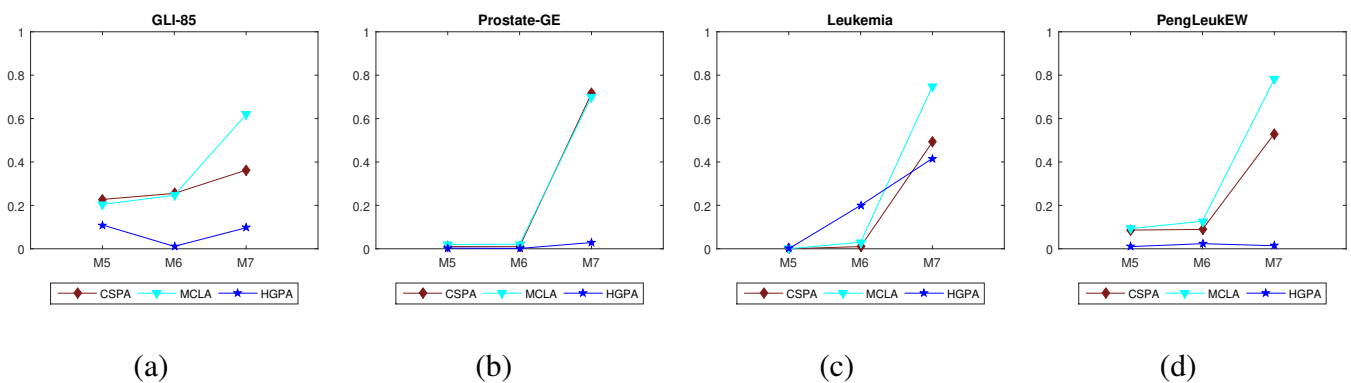 GLI-85
1
0.8
0.6
0.4
0.2
0
M5 M6 M7
CSPA MCLA HGPA
(a)
Prostate-GE
1
0.8
0.6
0.4
0.2
0
M5 M6 M7
CSPA MCLA HGPA
(b)
Leukemia
1
0.8
0.6
0.4
0.2
0
M5 M6 M7
CSPA MCLA HGPA
(c)
PengLeukEW
1
0.8
0.6
0.4
0.2
0
M5 M6 M7
CSPA MCLA HGPA
(d)